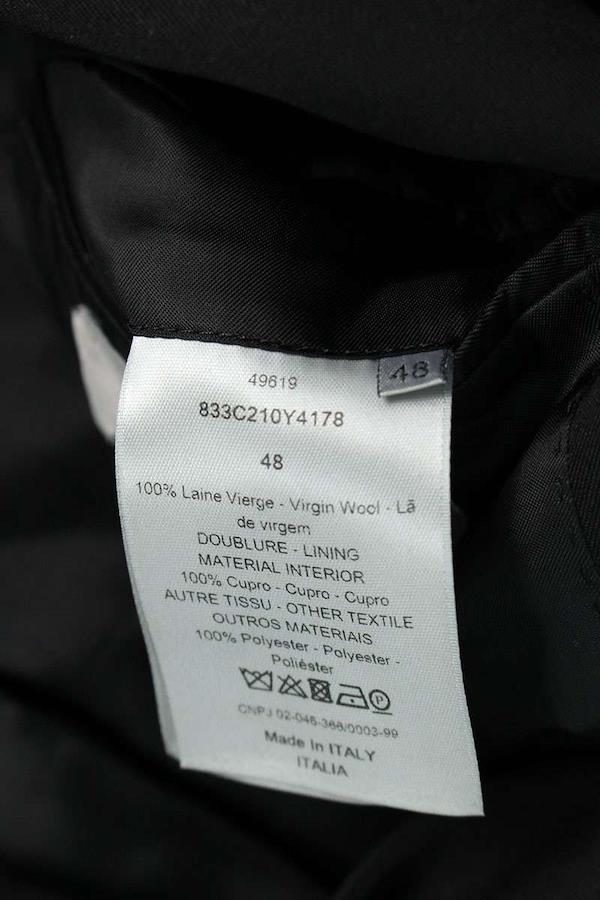 49619
48
833C210Y4178
48
100% Laine Vierge - Virgin Wool - Lã
de virgem
DOUBLURE - LINING
MATERIAL INTERIOR
100% Cupro - Cupro - Cupro
AUTRE TISSU - OTHER TEXTILE
OUTROS MATERIAIS
100% Polyester - Polyester -
Poliéster
P
CNPJ 02-046-366/0003-99
Made In ITALY
ITALIA